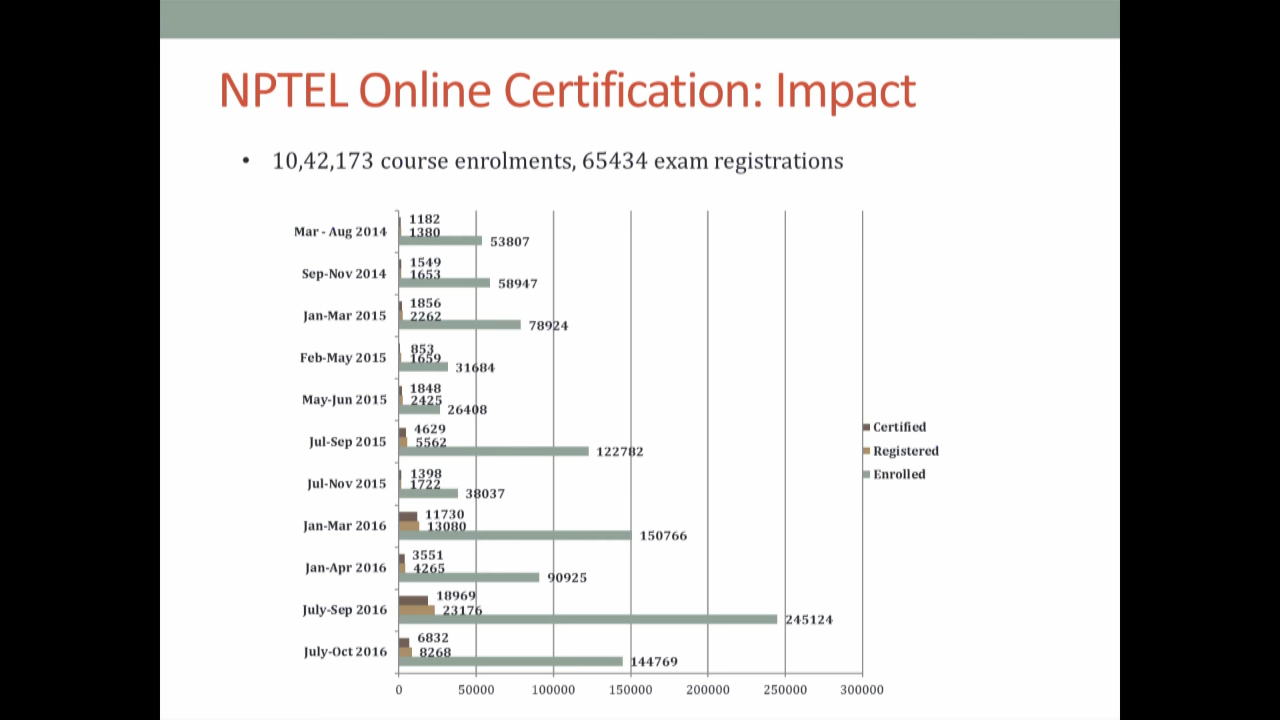 NPTEL Online Certification: Impact
• 10,42,173 course enrolments, 65434 exam registrations
1182
Mar - Aug 2014 1380
53807
1549
Sep-Nov 2014 1653
58947
1856
Jan-Mar 2015 2262
78924
853
Feb-May 2015 1659
31684
1848
May-Jun 2015 2425
26408
4629
Jul-Sep 2015 5562
122782
1398
Jul-Nov 2015 1722
38037
11730
Jan-Mar 2016 13080
150766
3551
Jan-Apr 2016 4265
90925
18969
July-Sep 2016 23176
245124
6832
July-Oct 2016 8268
144769
0 50000 100000 150000 200000 250000 300000
Certified
Registered
Enrolled